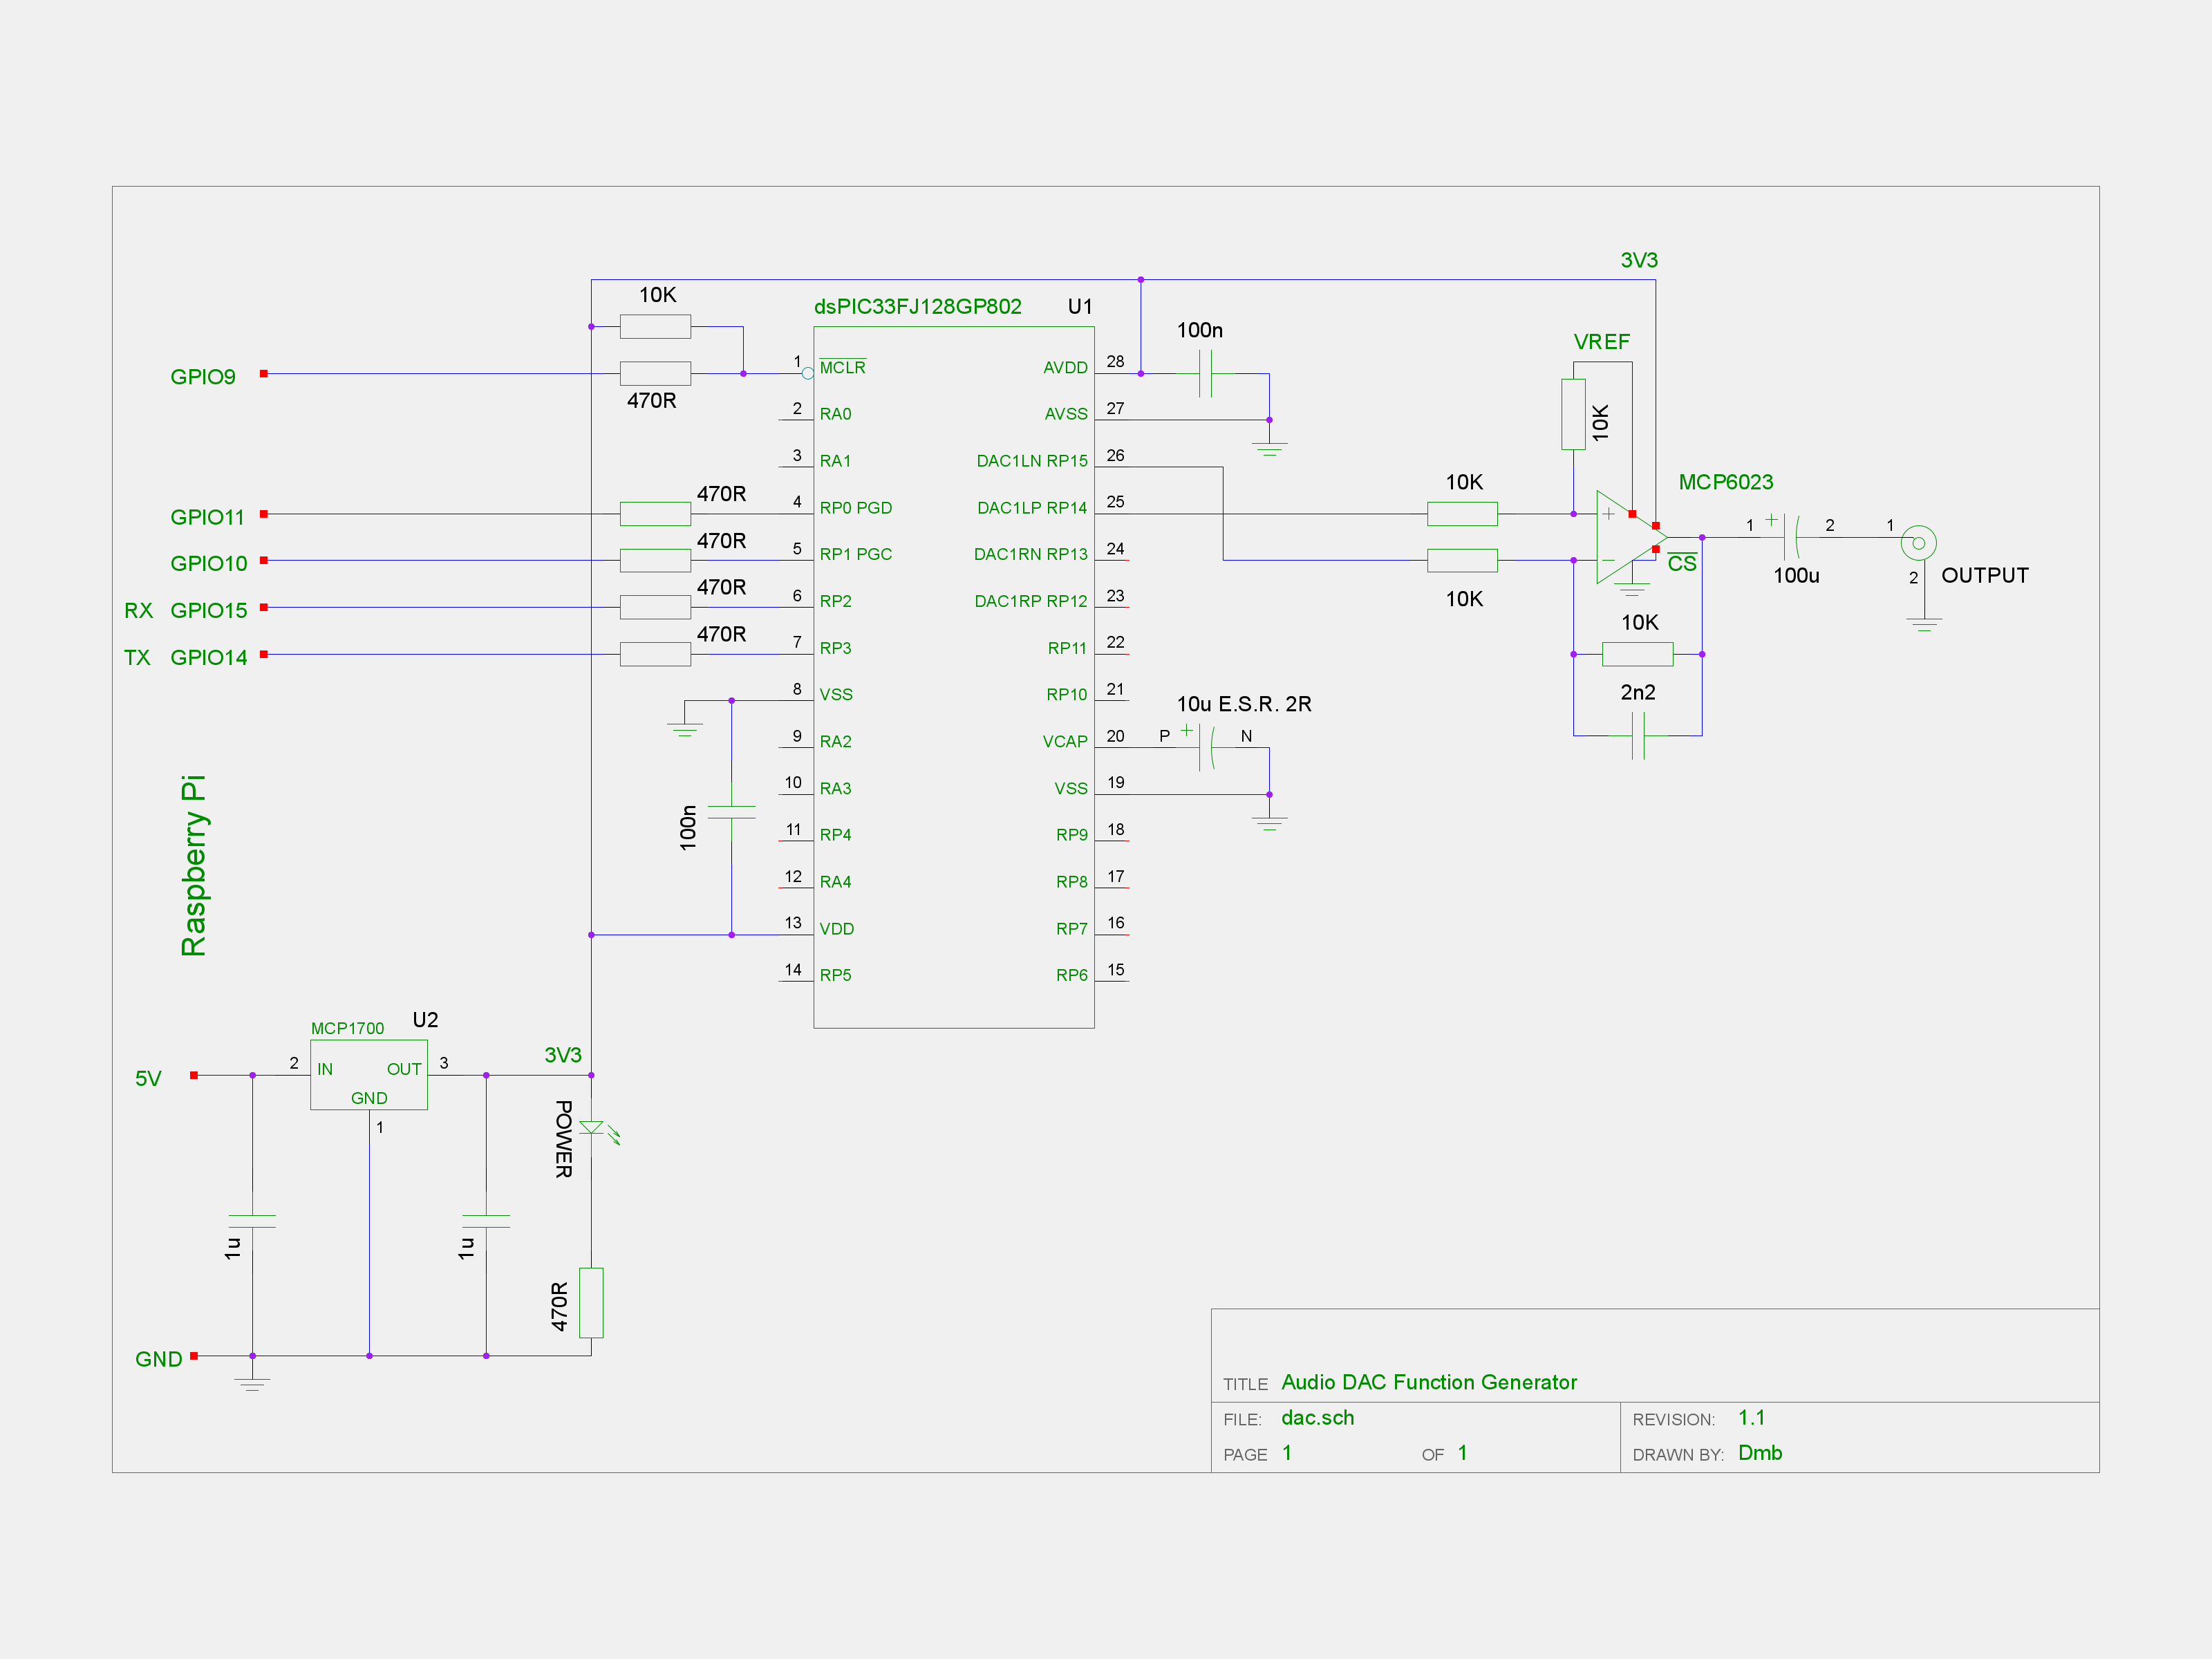 3V3
10K
dsPIC33FJ128GP802 U1
100n
VREF
GPIO9
470R
1 MCLR
AVDD 28
2 RA0
AVSS 27
10K
3 RA1
DAC1LN RP15 26
10K
MCP6023
GPIO11
470R
4 RP0 PGD
DAC1LP RP14 25
+
1 + 2
1
GPIO10
470R
5 RP1 PGC
DAC1RN RP13 24
−
CS
100u
2 OUTPUT
RX GPIO15
470R
6 RP2
DAC1RP RP12 23
10K
10K
TX GPIO14
470R
7 RP3
RP11 22
8 VSS
RP10 21
10u E.S.R. 2R
2n2
9 RA2
VCAP 20
P + N
10 RA3
VSS 19
100n
11 RP4
RP9 18
Raspberry Pi
12 RA4
RP8 17
13 VDD
RP7 16
14 RP5
RP6 15
MCP1700 U2
5V
2 IN
OUT 3
3V3
GND
1
POWER
1u
1u
470R
GND
TITLE Audio DAC Function Generator
FILE: dac.sch
REVISION: 1.1
PAGE 1 OF 1
DRAWN BY: Dmb